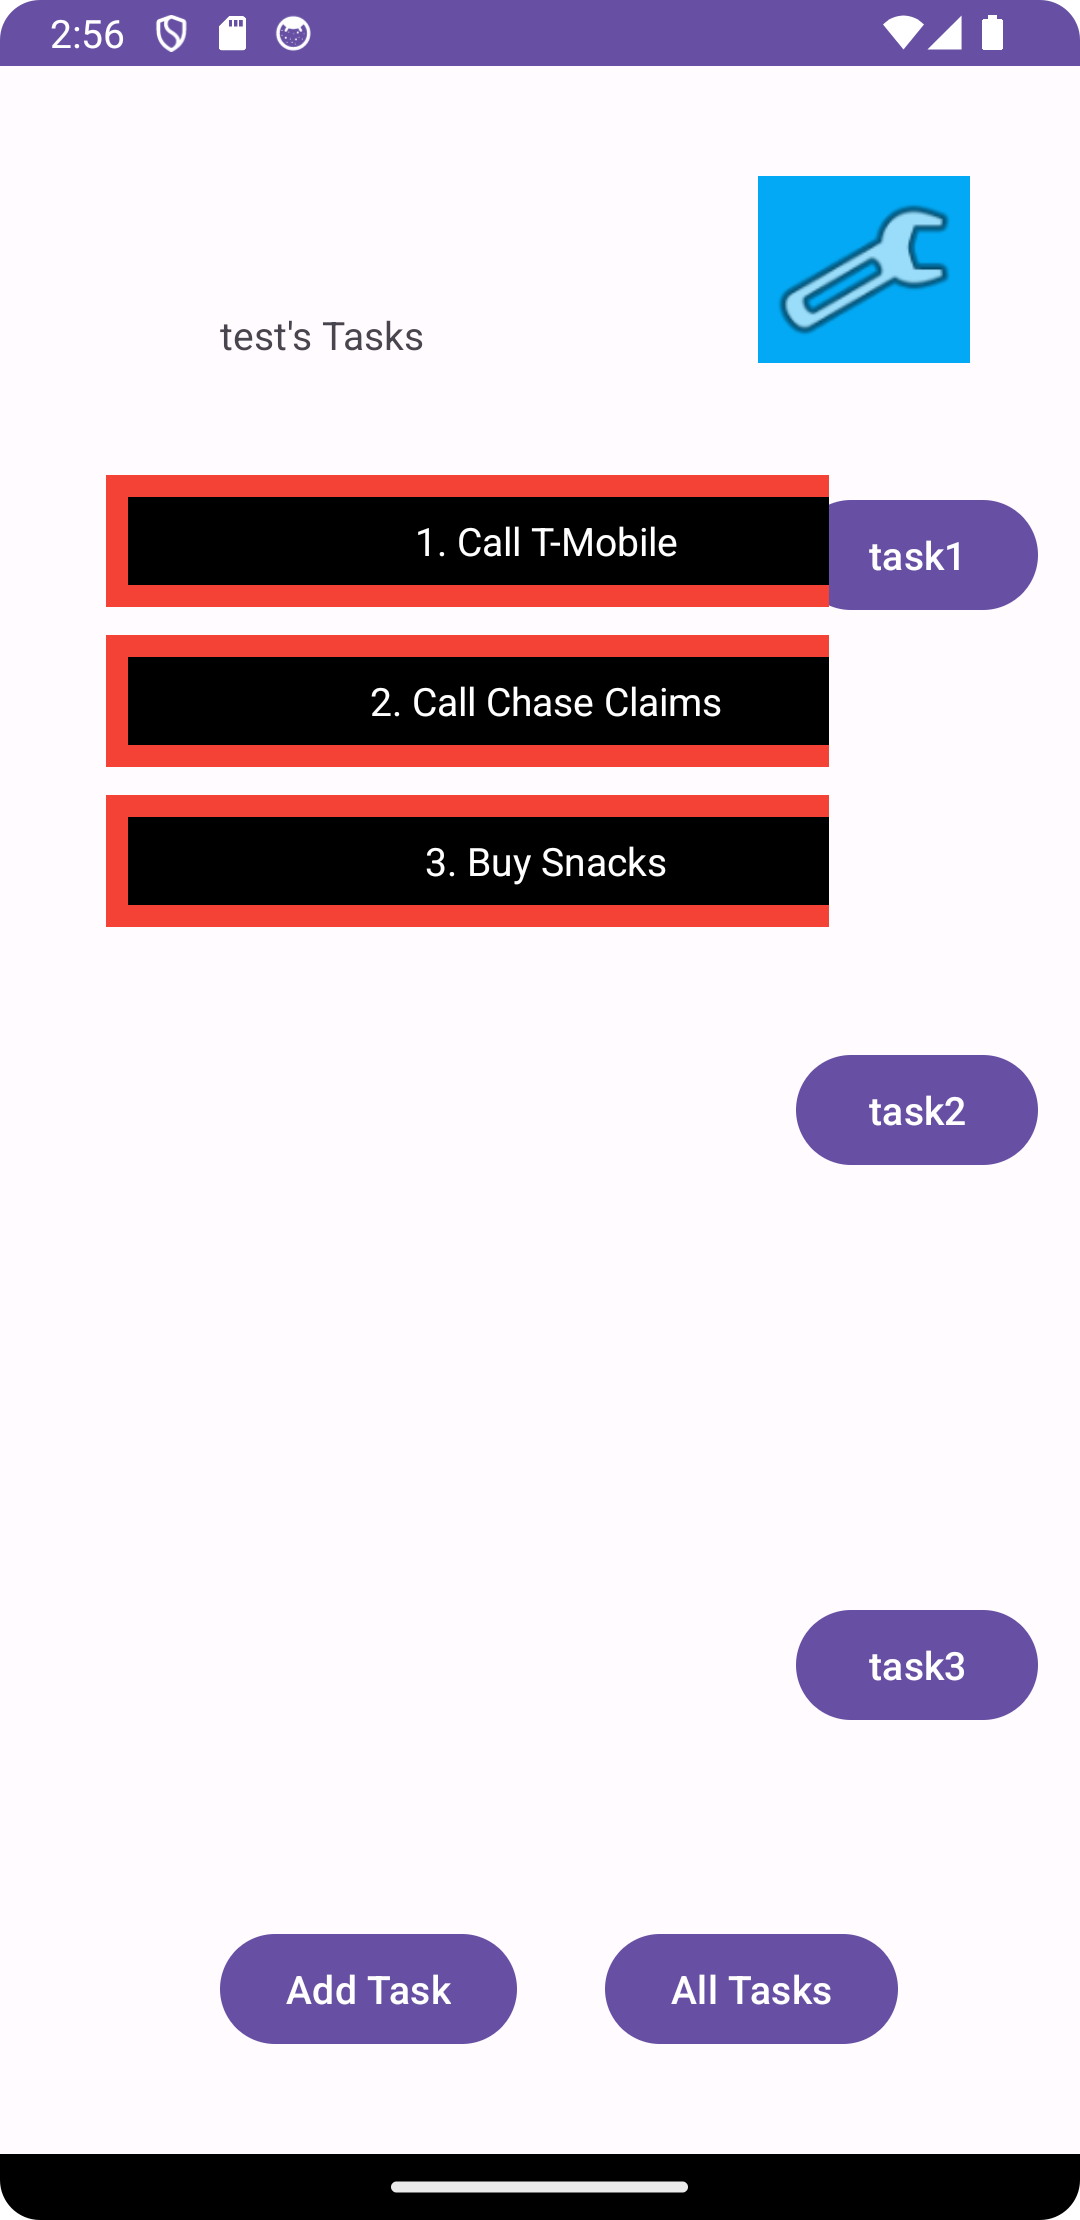 2:56
test's Tasks
1. Call T-Mobile
task1
2. Call Chase Claims
3. Buy Snacks
task2
task3
Add Task
All Tasks